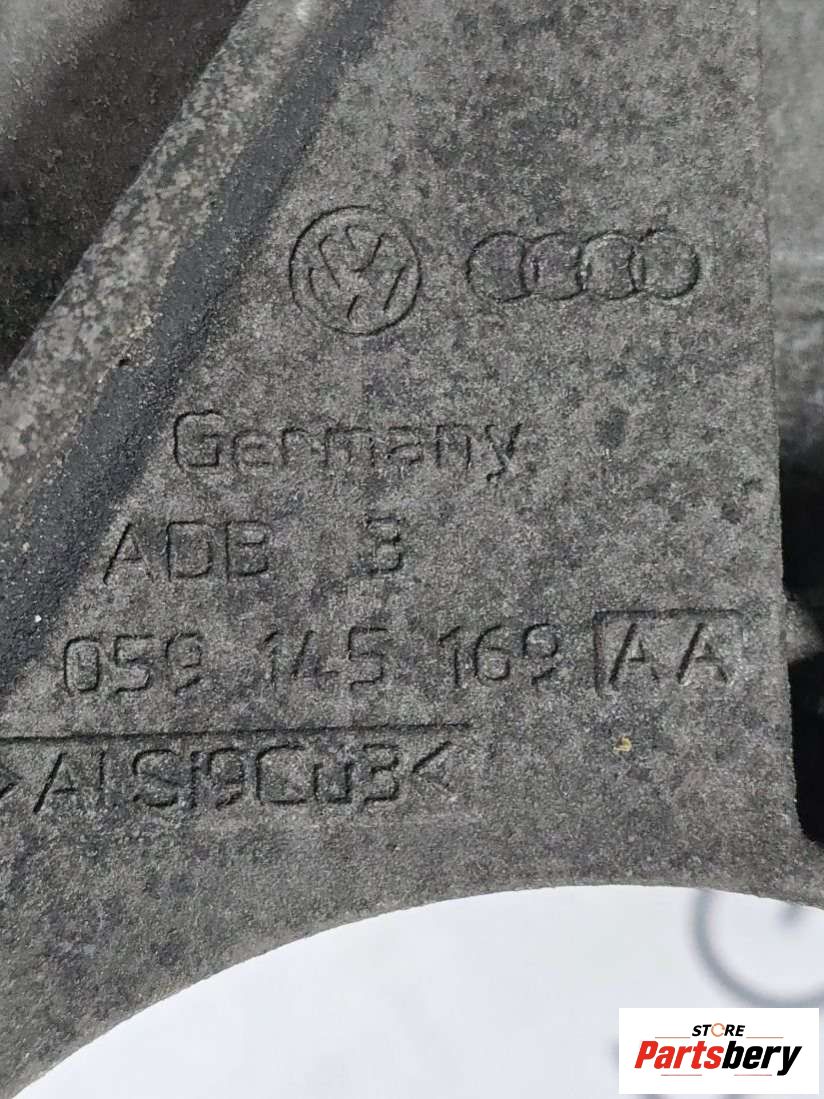 Germany
ADB 3
059 145 169 AA
>AlSi9Cu3<
STORE
Partsbery